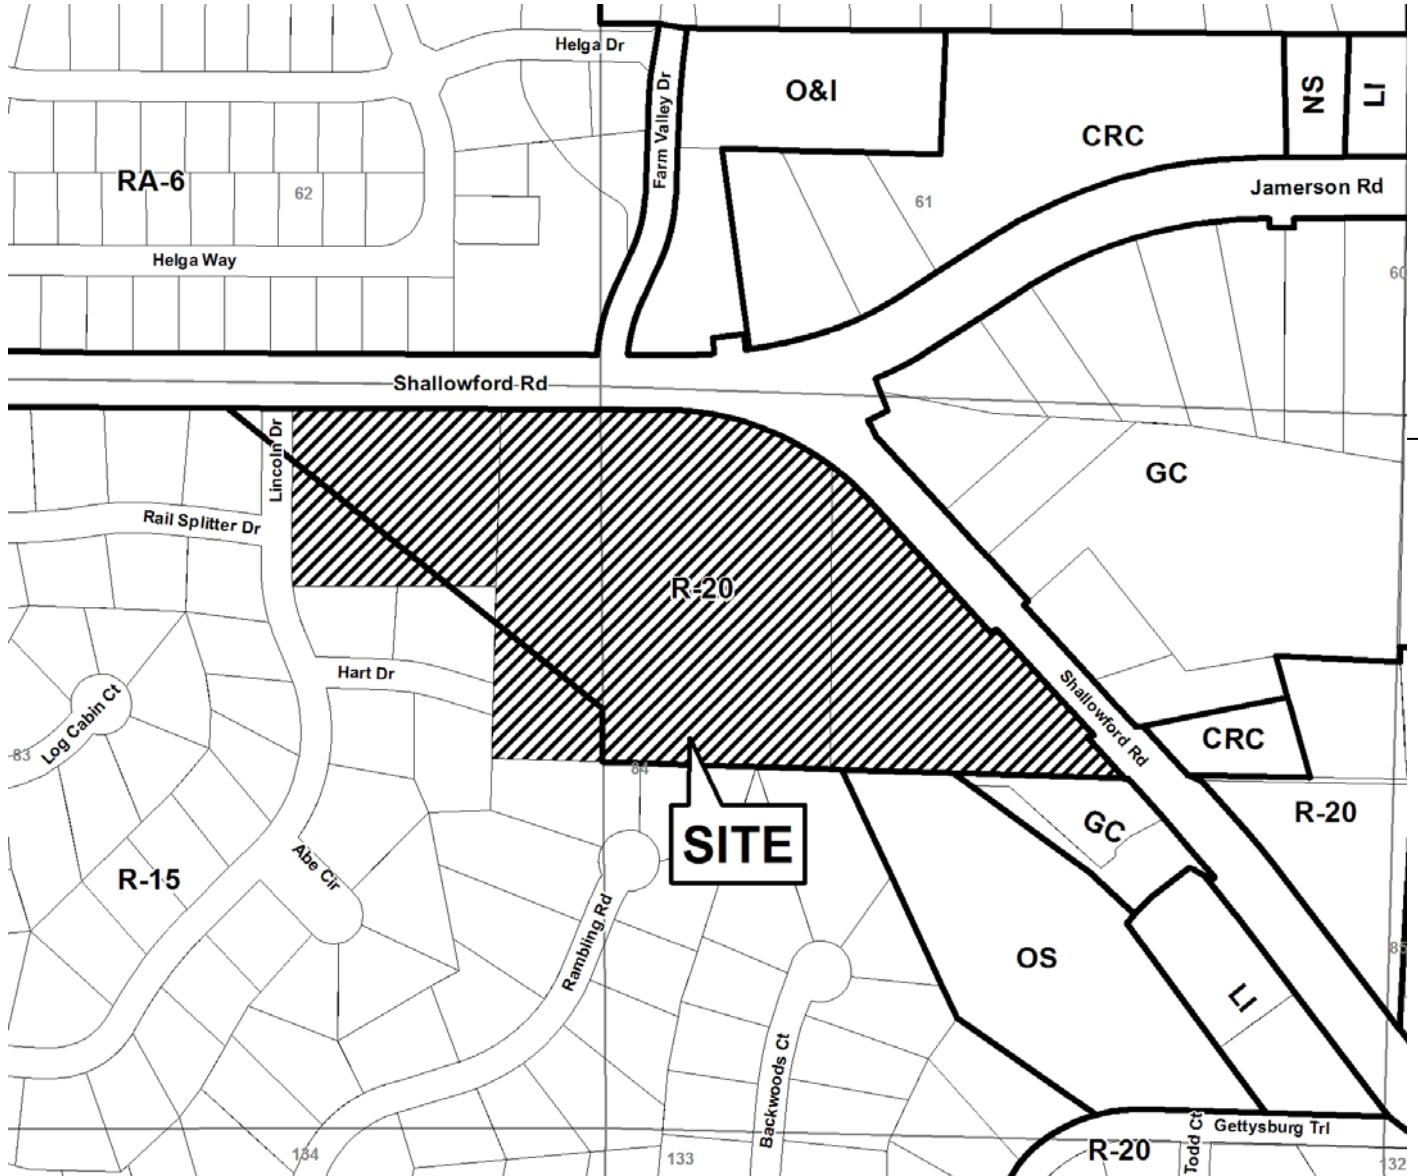 Helga Dr
Farm Valley Dr
O&I
CRC
NS
LI
RA-6
62
61
Jamerson Rd
Helga Way
60
Shallowford Rd
Lincoln Dr
GC
Rail Splitter Dr
R-20
Hart Dr
Log Cabin Ct
83
Shallowford Rd
CRC
84
SITE
GC
R-20
R-15
Abe Cir
Rambling Rd
OS
LI
85
Backwoods Ct
Todd Ct
Gettysburg Trl
R-20
134
133
132